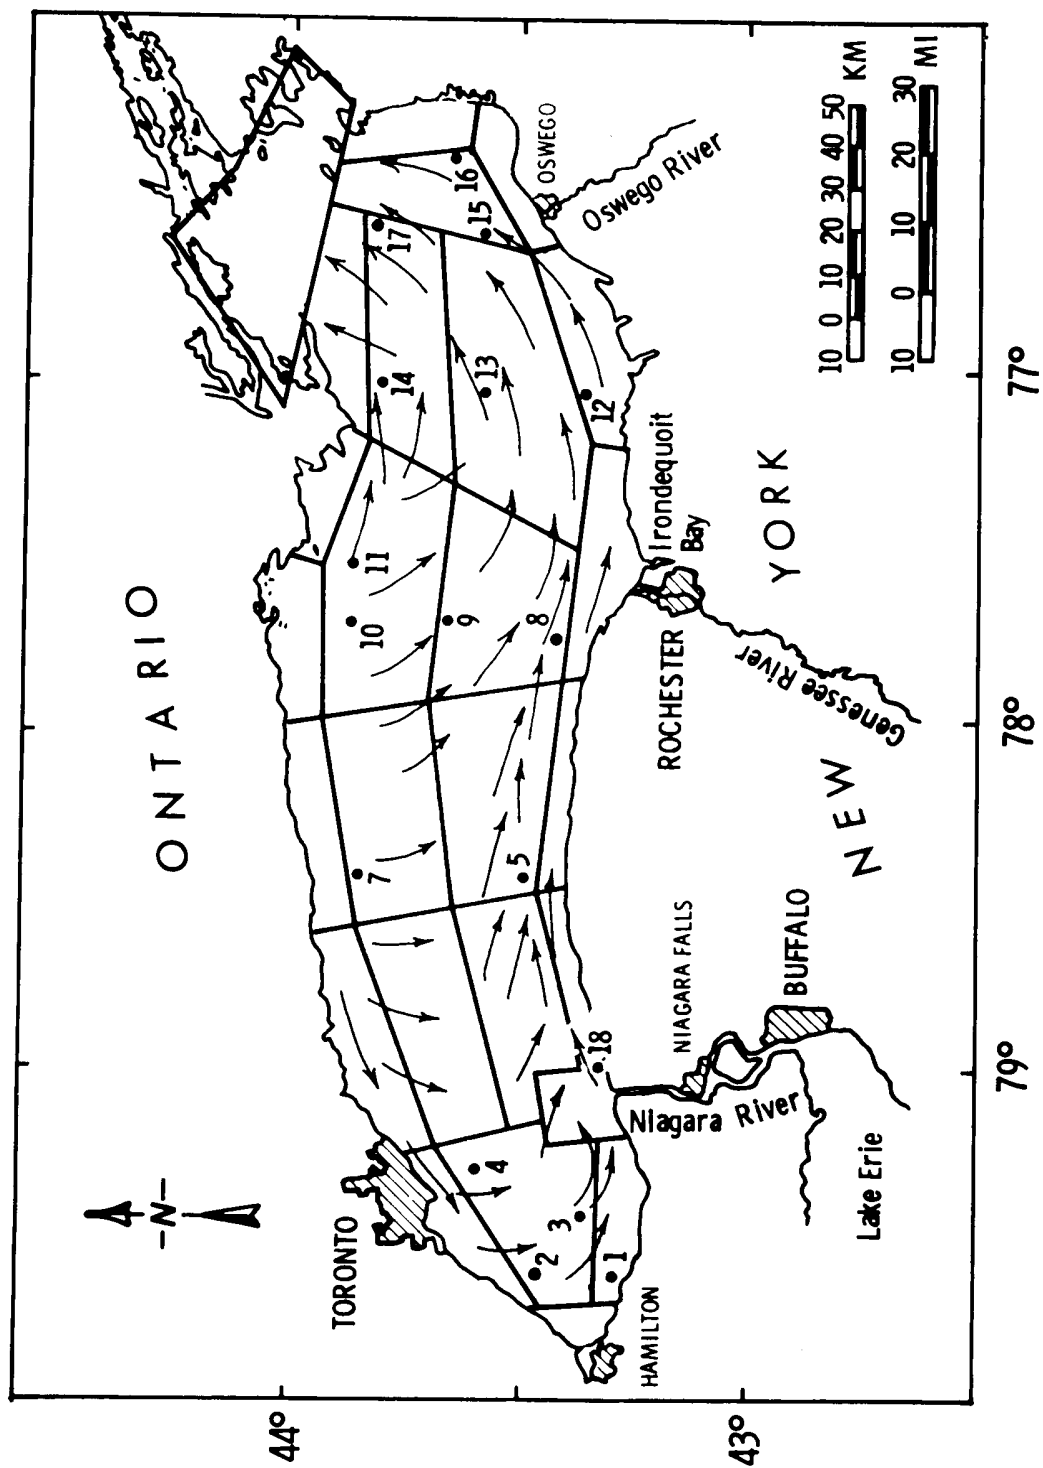 ONTARIO
-N-
TORONTO
44°
43°
HAMILTON
1
2
3
4
5
7
8
9
10
11
12
13
14
15
16
17
18
Niagara River
NIAGARA FALLS
BUFFALO
Lake Erie
ROCHESTER
Genessee River
Irondequoit
Bay
OSWEGO
Oswego River
NEW YORK
10 0 10 20 30 40 50 KM
10 0 10 20 30 MI
79°
78°
77°